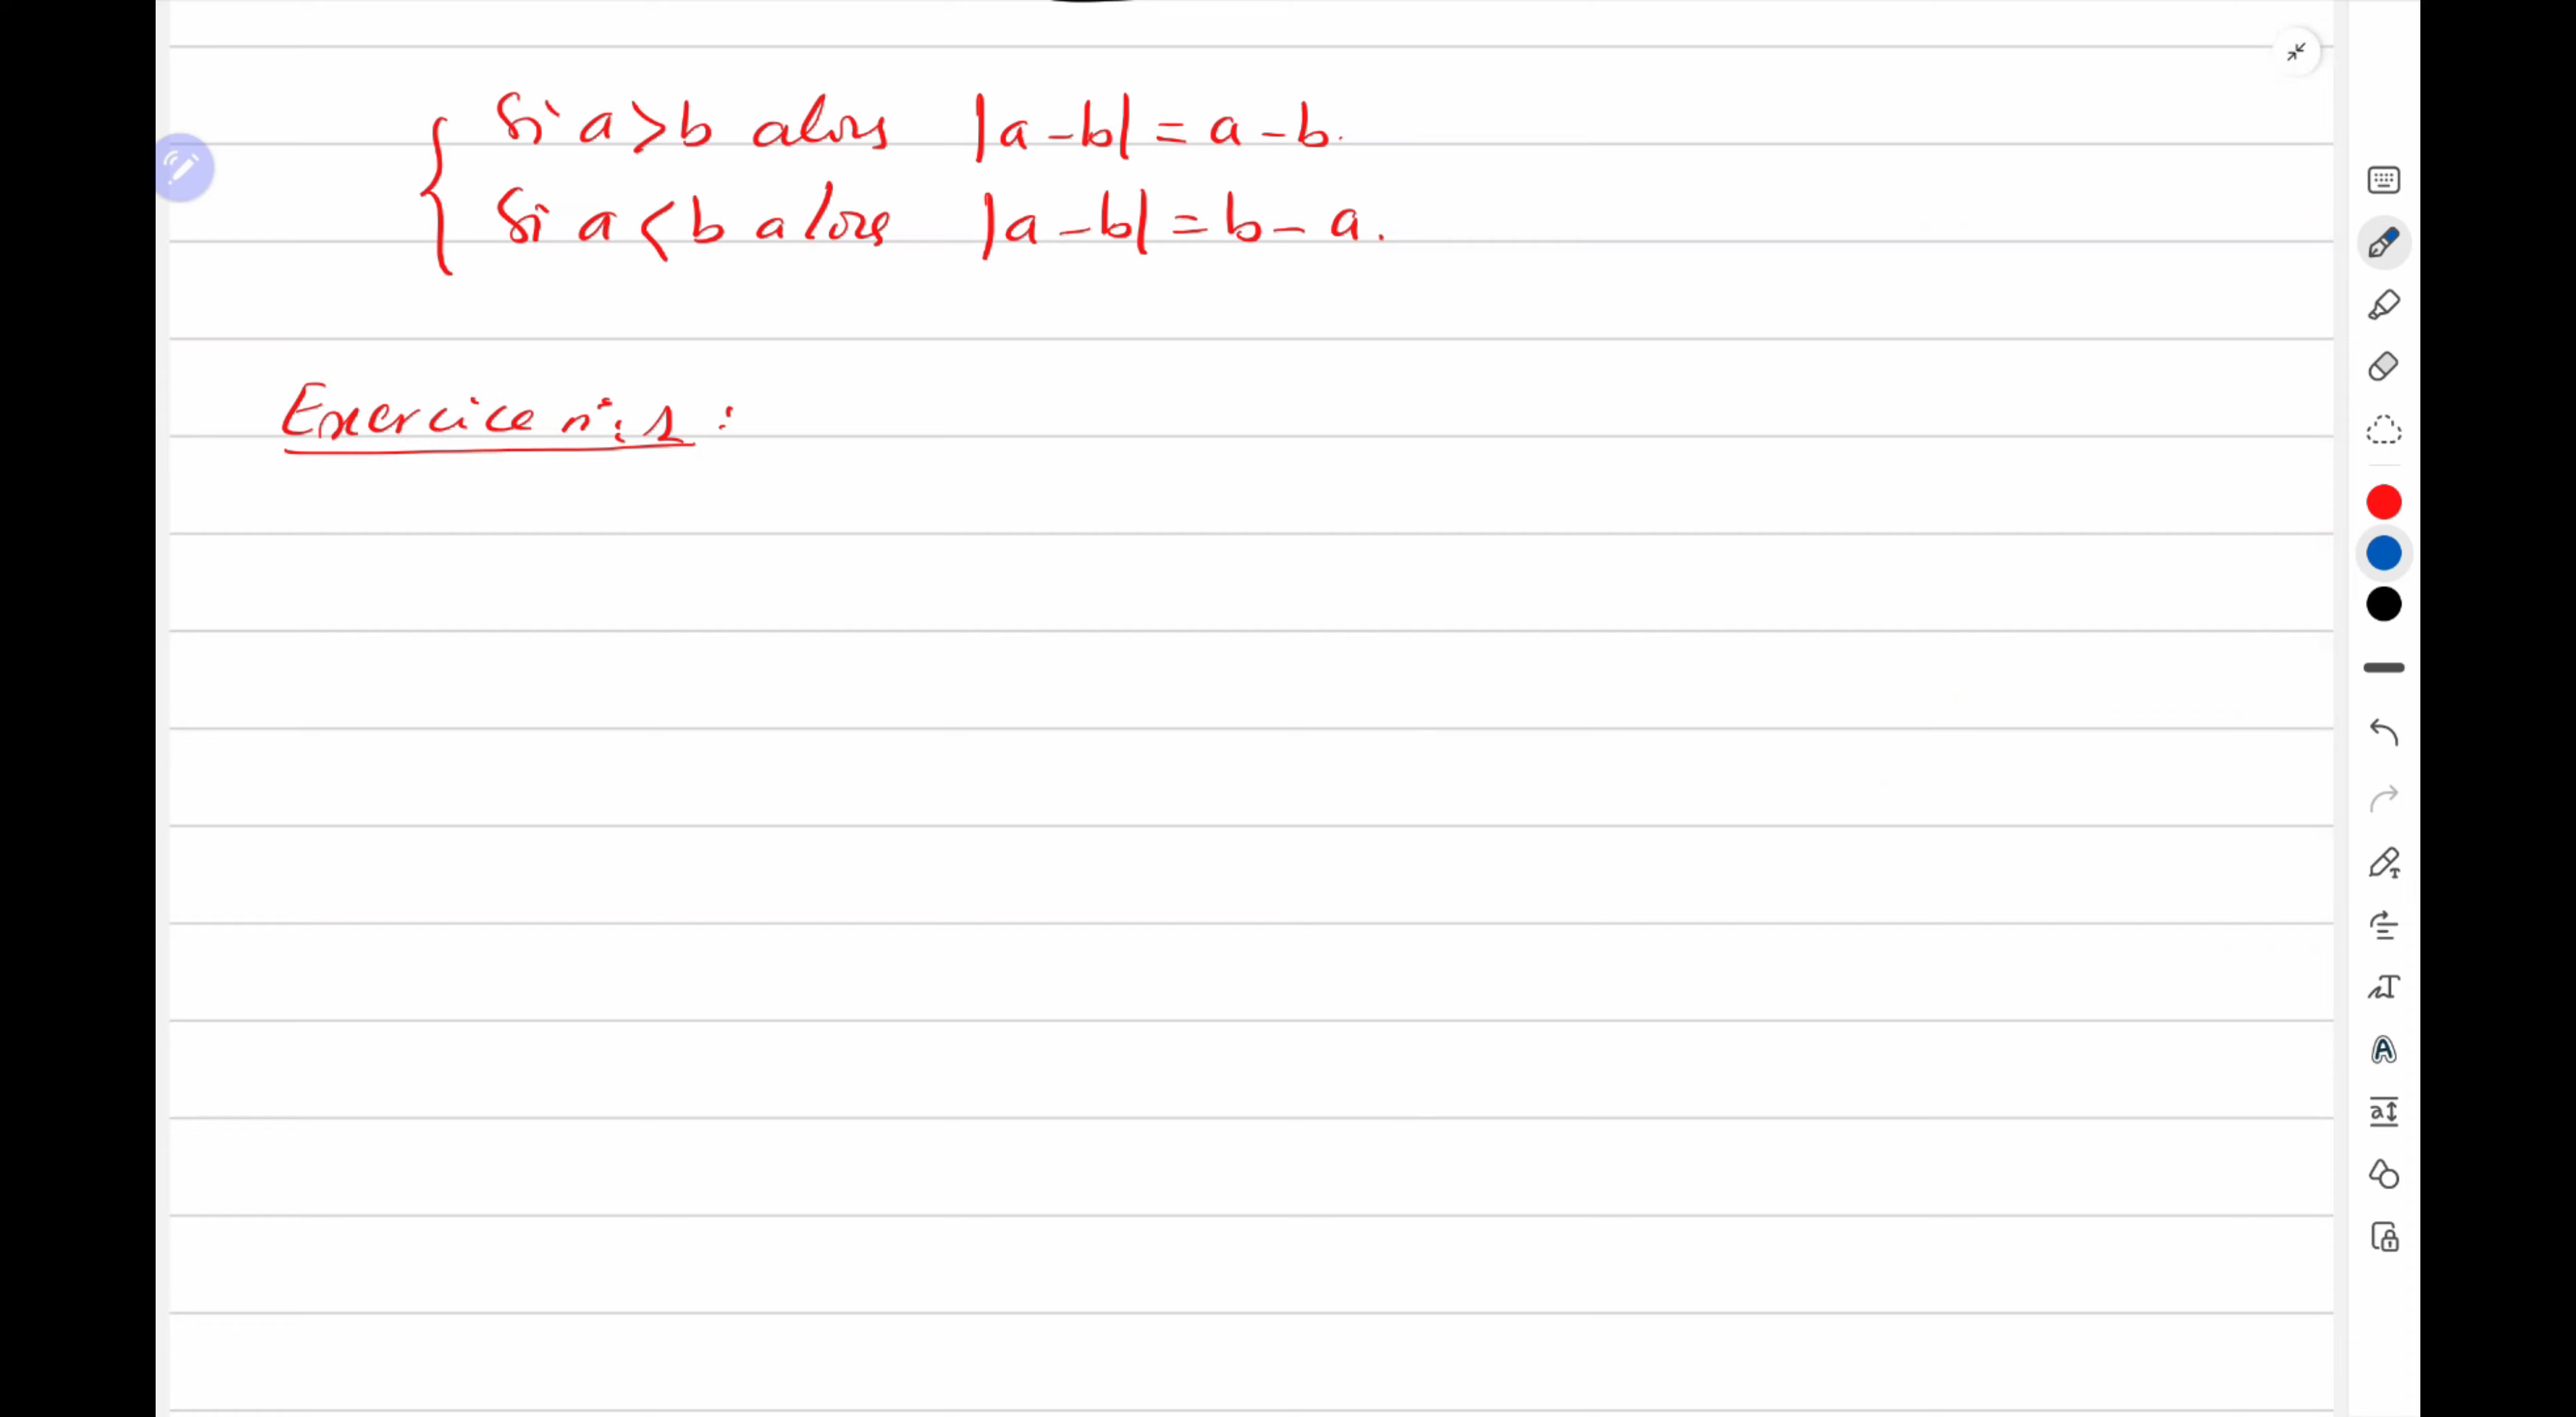 Si a > b alors |a - b| = a - b.
Si a < b alors |a - b| = b - a.
Exercice n°: 1 :